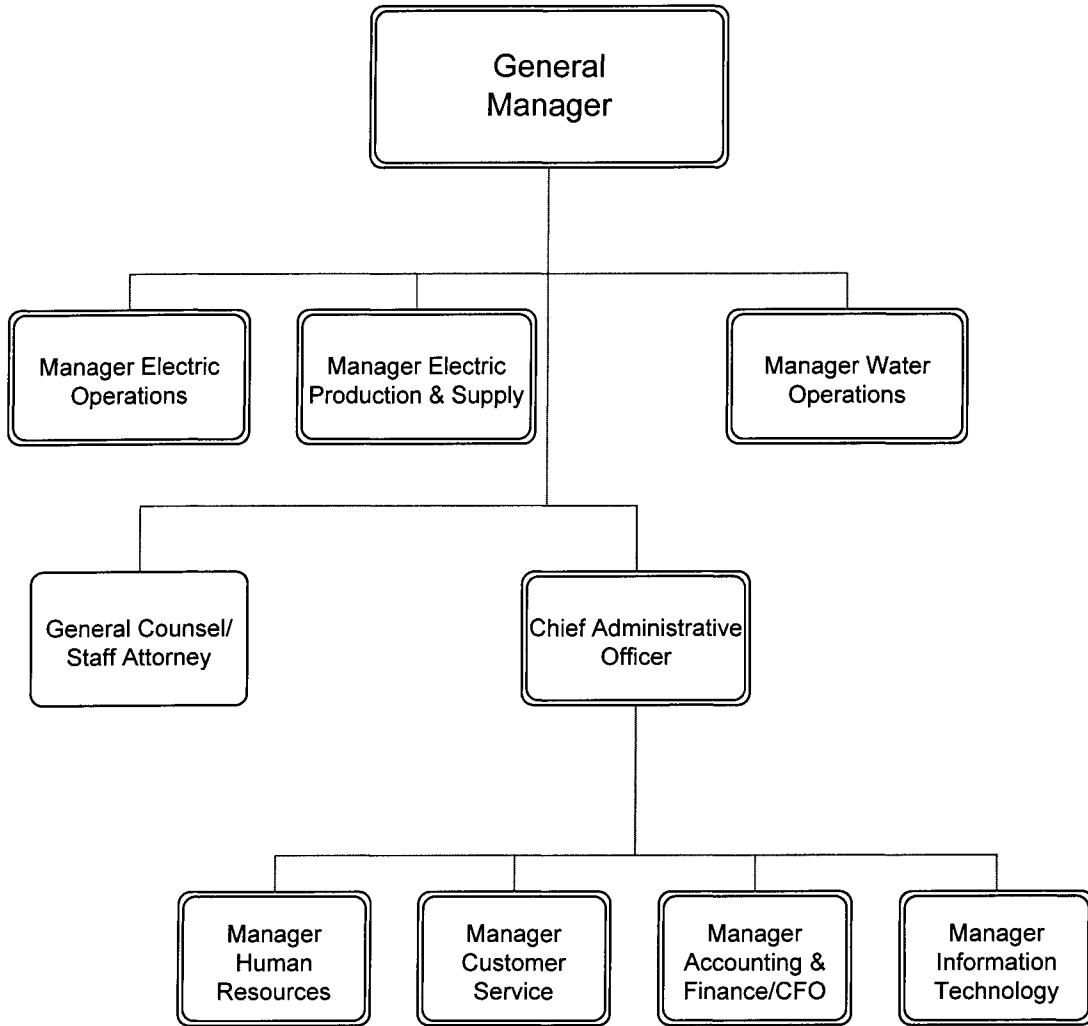 General
Manager
Manager Electric
Operations
Manager Electric
Production & Supply
Manager Water
Operations
General Counsel/
Staff Attorney
Chief Administrative
Officer
Manager
Human
Resources
Manager
Customer
Service
Manager
Accounting &
Finance/CFO
Manager
Information
Technology